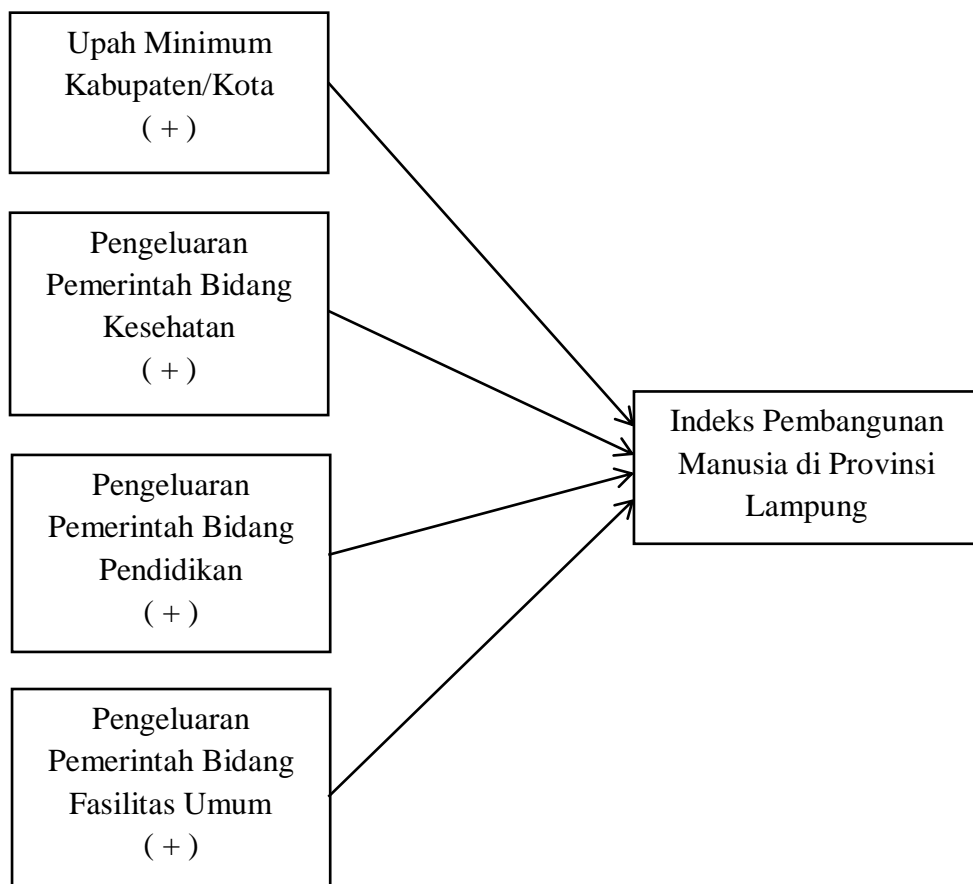 Upah Minimum
Kabupaten/Kota
( + )
Pengeluaran
Pemerintah Bidang
Kesehatan
( + )
Pengeluaran
Pemerintah Bidang
Pendidikan
( + )
Pengeluaran
Pemerintah Bidang
Fasilitas Umum
( + )
Indeks Pembangunan
Manusia di Provinsi
Lampung